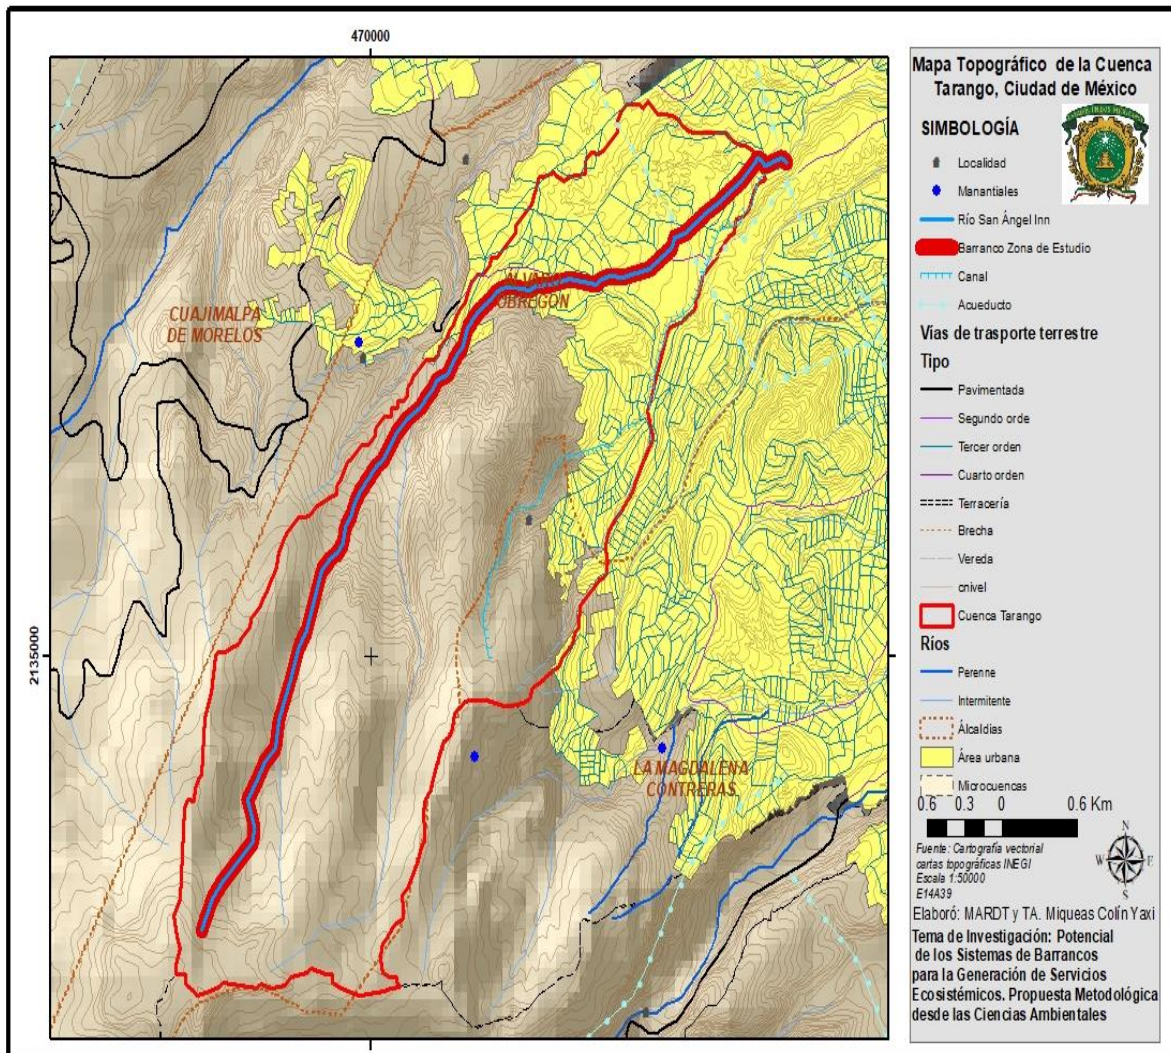 470000
2135000
CUAJIMALPA
DE MORELOS
OBREGÓN
LA MAGDALENA
CONTRERAS
Mapa Topográfico de la Cuenca
Tarango, Ciudad de México
SIMBOLOGÍA
Localidad
Manantiales
Río San Ángel Inn
Barranco Zona de Estudio
Canal
Acueducto
Vías de trasporte terrestre
Tipo
Pavimentada
Segundo orde
Tercer orden
Cuarto orden
Terracería
Brecha
Vereda
cnivel
Cuenca Tarango
Ríos
Perenne
Intermitente
Álcaldías
Área urbana
Microcuencas
0.6 0.3 0 0.6 Km
Fuente: Cartografía vectorial
cartas topográficas INEGI
Escala 1:50000
E14A39
N
W E
S
Elaboró: MARDT y TA. Miqueas Colín Yaxi
Tema de Investigación: Potencial
de los Sistemas de Barrancos
para la Generación de Servicios
Ecosistémicos. Propuesta Metodológica
desde las Ciencias Ambientales